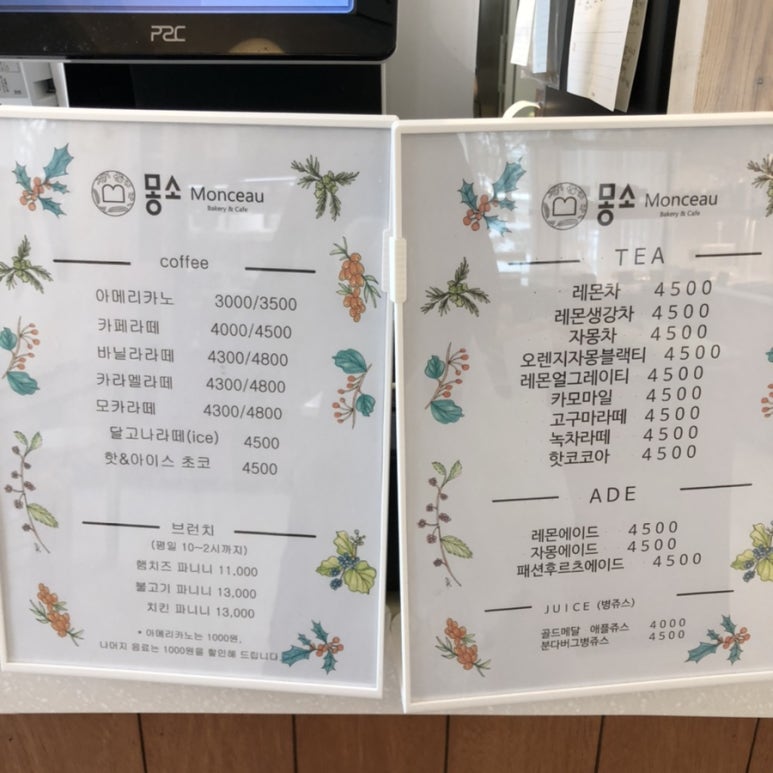 P2C
몽소 Monceau
Bakery & Cafe
coffee
아메리카노 3000/3500
카페라떼 4000/4500
바닐라라떼 4300/4800
카라멜라떼 4300/4800
모카라떼 4300/4800
달고나라떼(ice) 4500
핫&아이스 초코 4500
브런치
(평일 10~2시까지)
햄치즈 파니니 11,000
불고기 파니니 13,000
치킨 파니니 13,000
* 아메리카노는 1000원,
나머지 음료는 1000원을 할인해 드립니다
몽소 Monceau
Bakery & Cafe
TEA
레몬차 4500
레몬생강차 4500
자몽차 4500
오렌지자몽블랙티 4500
레몬얼그레이티 4500
카모마일 4500
고구마라떼 4500
녹차라떼 4500
핫코코아 4500
ADE
레몬에이드 4500
자몽에이드 4500
패션후르츠에이드 4500
JUICE (병쥬스)
골드메달 애플쥬스 4000
분다버그병쥬스 4500